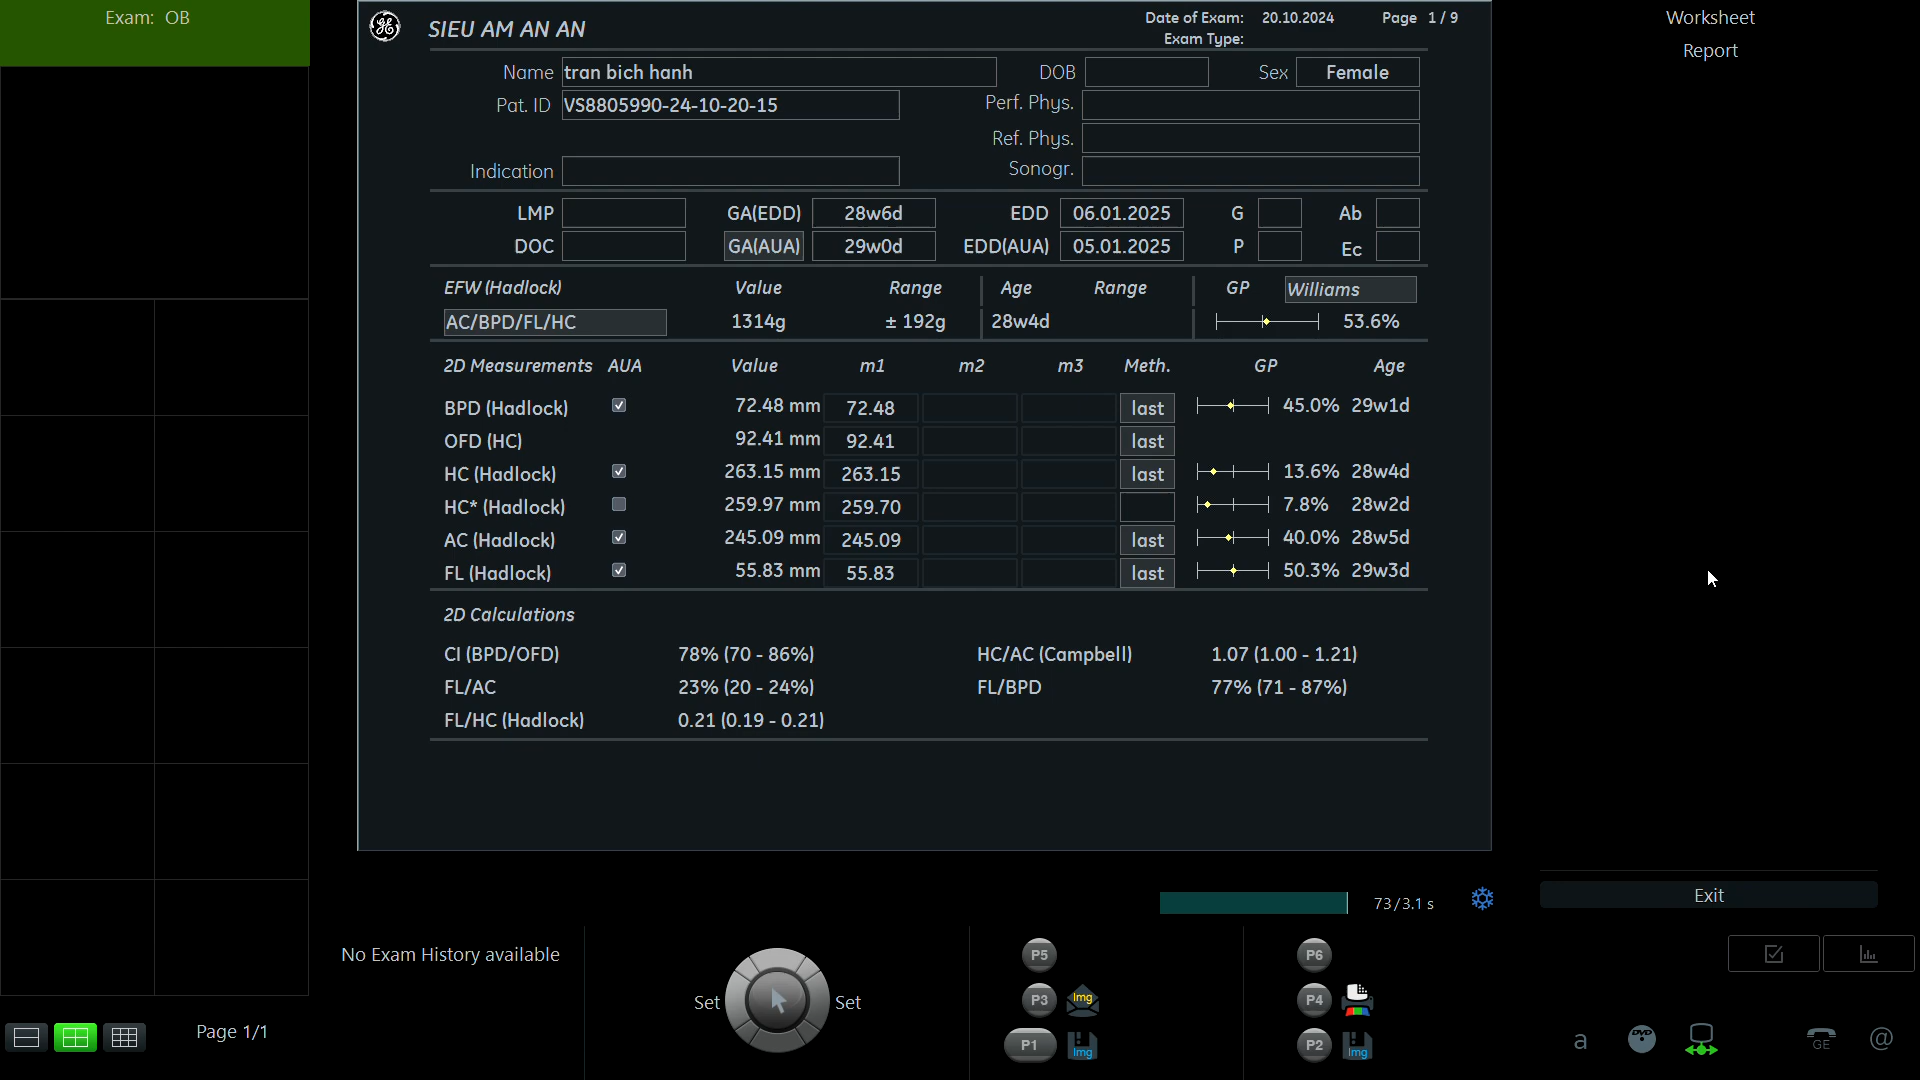 Exam: OB
SIEU AM AN AN
Date of Exam: 20.10.2024 Page 1 / 9
Exam Type:
Name tran bich hanh DOB Sex Female
Pat. ID VS8805990-24-10-20-15 Perf. Phys.
Ref. Phys.
Indication Sonogr.
LMP GA(EDD) 28w6d EDD 06.01.2025 G Ab
DOC GA(AUA) 29w0d EDD(AUA) 05.01.2025 P Ec
EFW (Hadlock) Value Range Age Range GP Williams
AC/BPD/FL/HC 1314g ± 192g 28w4d 53.6%
2D Measurements AUA Value m1 m2 m3 Meth. GP Age
BPD (Hadlock) 72.48 mm 72.48 last 45.0% 29w1d
OFD (HC) 92.41 mm 92.41 last
HC (Hadlock) 263.15 mm 263.15 last 13.6% 28w4d
HC* (Hadlock) 259.97 mm 259.70 7.8% 28w2d
AC (Hadlock) 245.09 mm 245.09 last 40.0% 28w5d
FL (Hadlock) 55.83 mm 55.83 last 50.3% 29w3d
2D Calculations
CI (BPD/OFD) 78% (70 - 86%) HC/AC (Campbell) 1.07 (1.00 - 1.21)
FL/AC 23% (20 - 24%) FL/BPD 77% (71 - 87%)
FL/HC (Hadlock) 0.21 (0.19 - 0.21)
Worksheet
Report
73/3.1 s
Exit
No Exam History available
Set Set
P5 P6
P3 Img P4
P1 Img P2 Img
Page 1/1
a DVD GE @